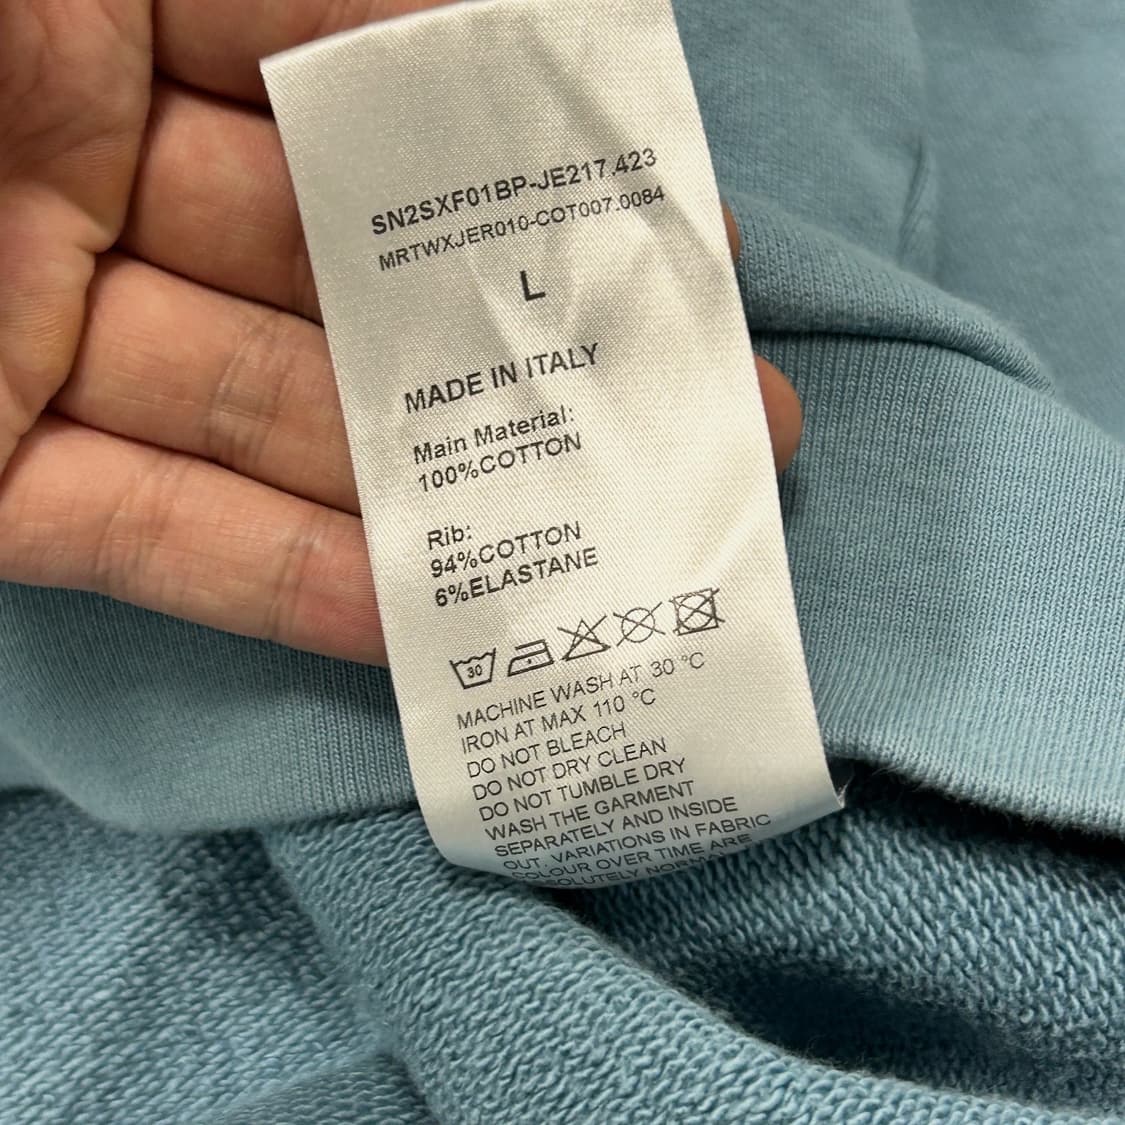 SN2SXF01BP-JE217.423
MRTWXJER010-COT007.0084
L
MADE IN ITALY
Main Material:
100%COTTON
Rib:
94%COTTON
6%ELASTANE
30
MACHINE WASH AT 30 °C
IRON AT MAX 110 °C
DO NOT BLEACH
DO NOT DRY CLEAN
DO NOT TUMBLE DRY
WASH THE GARMENT
SEPARATELY AND INSIDE
OUT. VARIATIONS IN FABRIC
COLOUR OVER TIME ARE